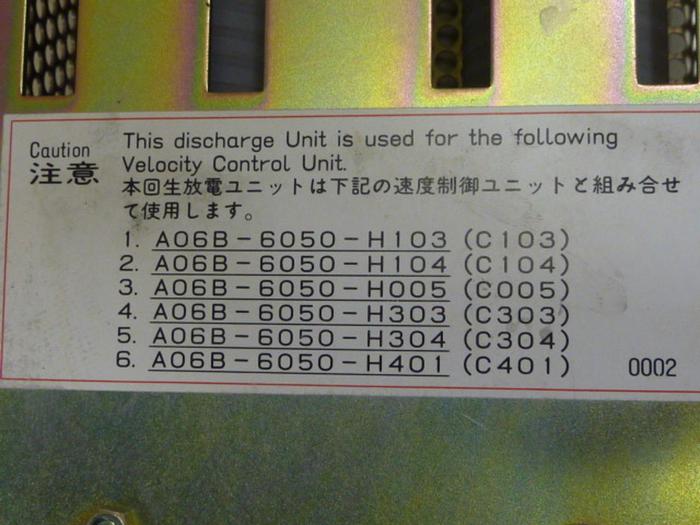 Caution
注意
This discharge Unit is used for the following
Velocity Control Unit.
本回生放電ユニットは下記の速度制御ユニットと組み合せ
て使用します。
1. A06B-6050-H103 (C103)
2. A06B-6050-H104 (C104)
3. A06B-6050-H005 (C005)
4. A06B-6050-H303 (C303)
5. A06B-6050-H304 (C304)
6. A06B-6050-H401 (C401)
0002